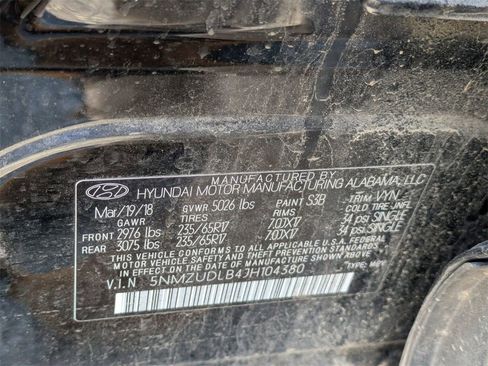 MANUFACTURED BY
HYUNDAI MOTOR MANUFACTURING ALABAMA, LLC
Mar/19/18 GVWR 5026 lbs PAINT S3B TRIM VYN
GAWR TIRES RIMS COLD TIRE INFL
FRONT 2976 lbs 235/65R17 7.0JX17 34 psi SINGLE
REAR 3075 lbs 235/65R17 7.0JX17 34 psi SINGLE
THIS VEHICLE CONFORMS TO ALL APPLICABLE U.S.A. FEDERAL
MOTOR VEHICLE SAFETY STANDARDS IN EFFECT ON THE DATE OF
MANUFACTURE SHOWN ABOVE.
V.I.N 5NMZUDLB4JH104380 TYPE: MPV